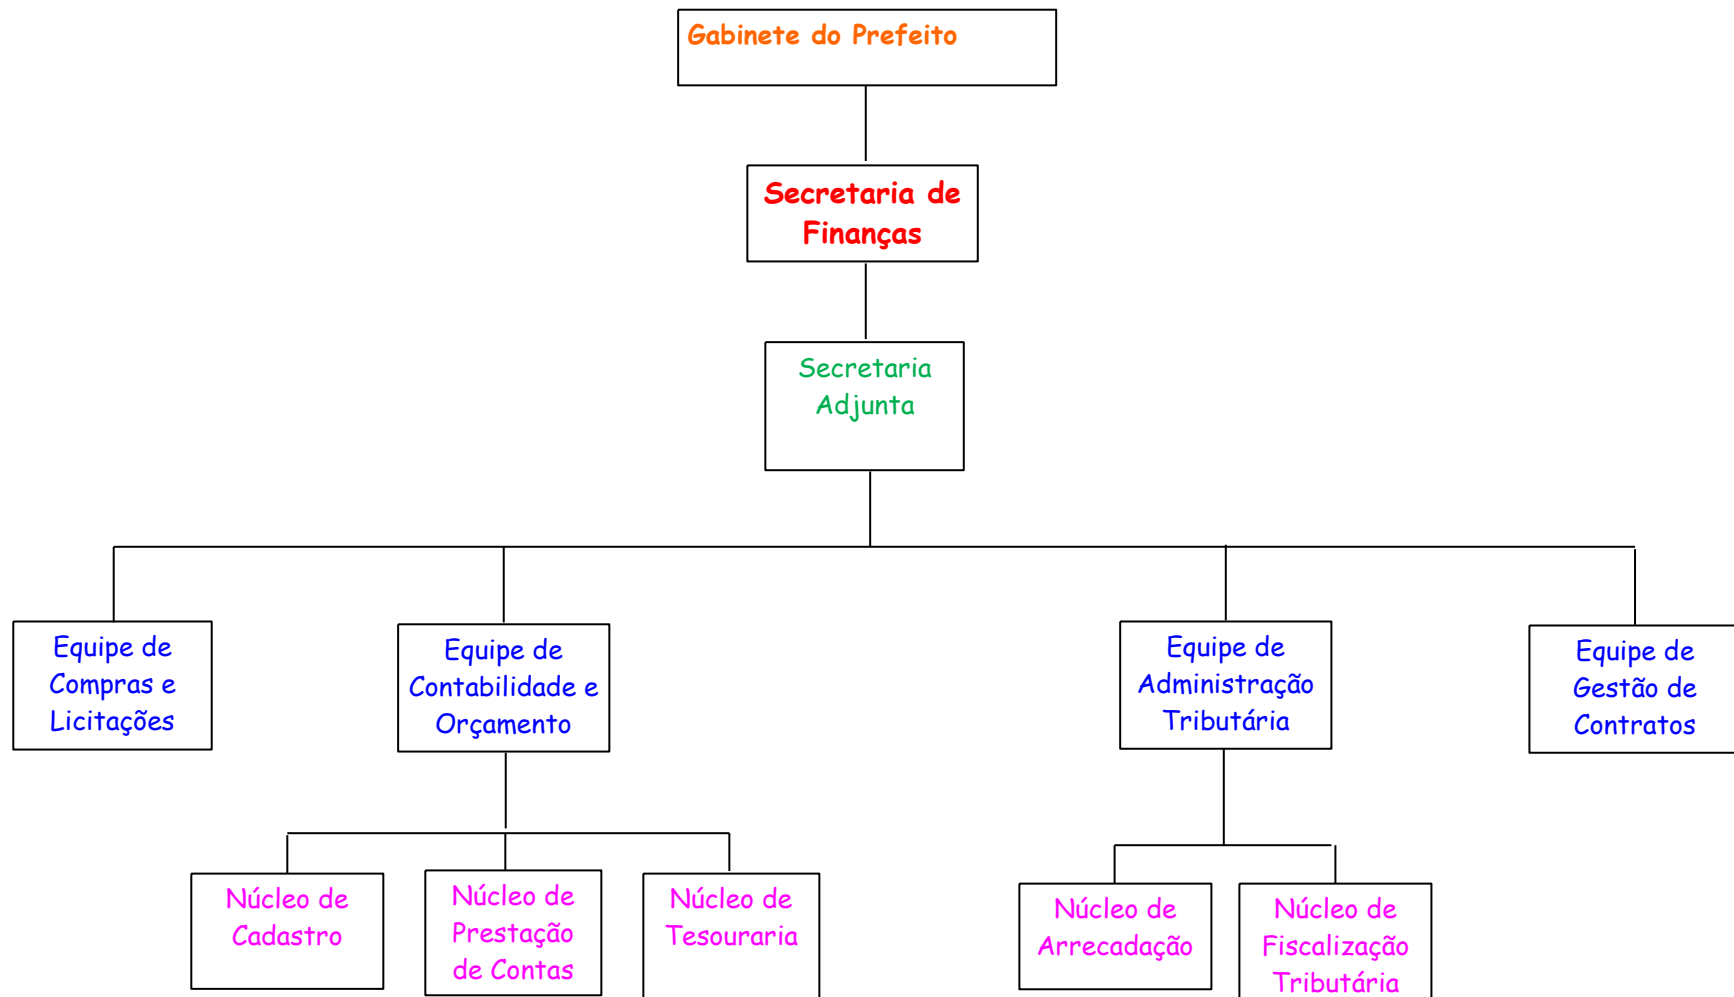 Gabinete do Prefeito
Secretaria de
Finanças
Secretaria
Adjunta
Equipe de
Compras e
Licitações
Equipe de
Contabilidade e
Orçamento
Equipe de
Administração
Tributária
Equipe de
Gestão de
Contratos
Núcleo de
Cadastro
Núcleo de
Prestação
de Contas
Núcleo de
Tesouraria
Núcleo de
Arrecadação
Núcleo de
Fiscalização
Tributária